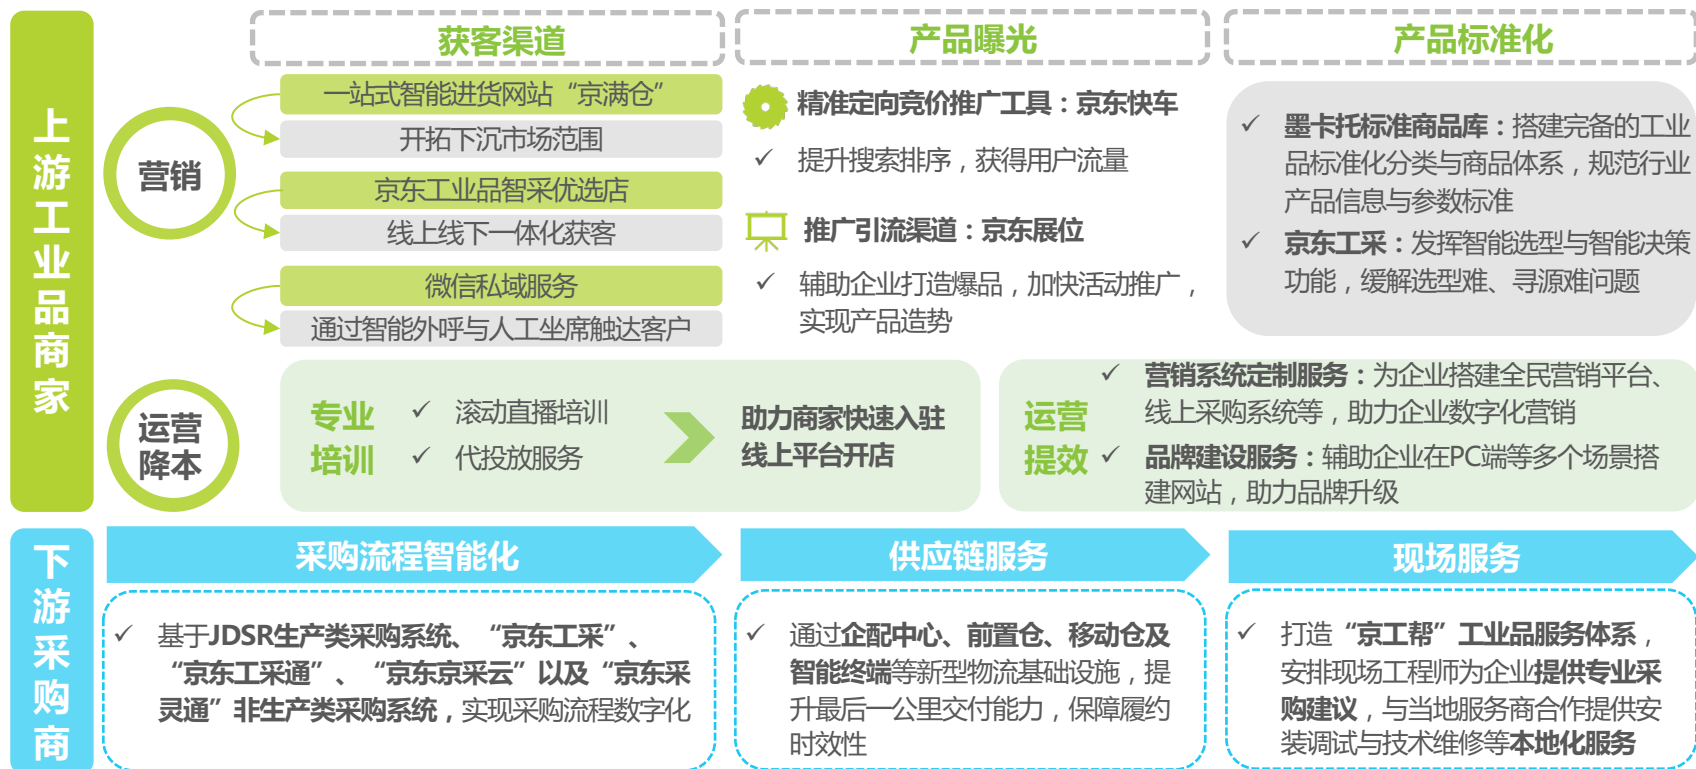 上游工业品商家
营销
获客渠道
一站式智能进货网站“京满仓”
开拓下沉市场范围
京东工业品智采优选店
线上线下一体化获客
微信私域服务
通过智能外呼与人工坐席触达客户
产品曝光
精准定向竞价推广工具：京东快车
✓ 提升搜索排序，获得用户流量
推广引流渠道：京东展位
✓ 辅助企业打造爆品，加快活动推广，
实现产品造势
产品标准化
✓ 墨卡托标准商品库：搭建完备的工业
品标准化分类与商品体系，规范行业
产品信息与参数标准
✓ 京东工采：发挥智能选型与智能决策
功能，缓解选型难、寻源难问题
运营
降本
专业
培训
✓ 滚动直播培训
✓ 代投放服务
助力商家快速入驻
线上平台开店
运营
提效
✓ 营销系统定制服务：为企业搭建全民营销平台、
线上采购系统等，助力企业数字化营销
✓ 品牌建设服务：辅助企业在PC端等多个场景搭
建网站，助力品牌升级
下游采购商
采购流程智能化
✓ 基于JDSR生产类采购系统、“京东工采”、
“京东工采通”、“京东京采云”以及“京东采
灵通”非生产类采购系统，实现采购流程数字化
供应链服务
✓ 通过企配中心、前置仓、移动仓及
智能终端等新型物流基础设施，提
升最后一公里交付能力，保障履约
时效性
现场服务
✓ 打造“京工帮”工业品服务体系，
安排现场工程师为企业提供专业采
购建议，与当地服务商合作提供安
装调试与技术维修等本地化服务